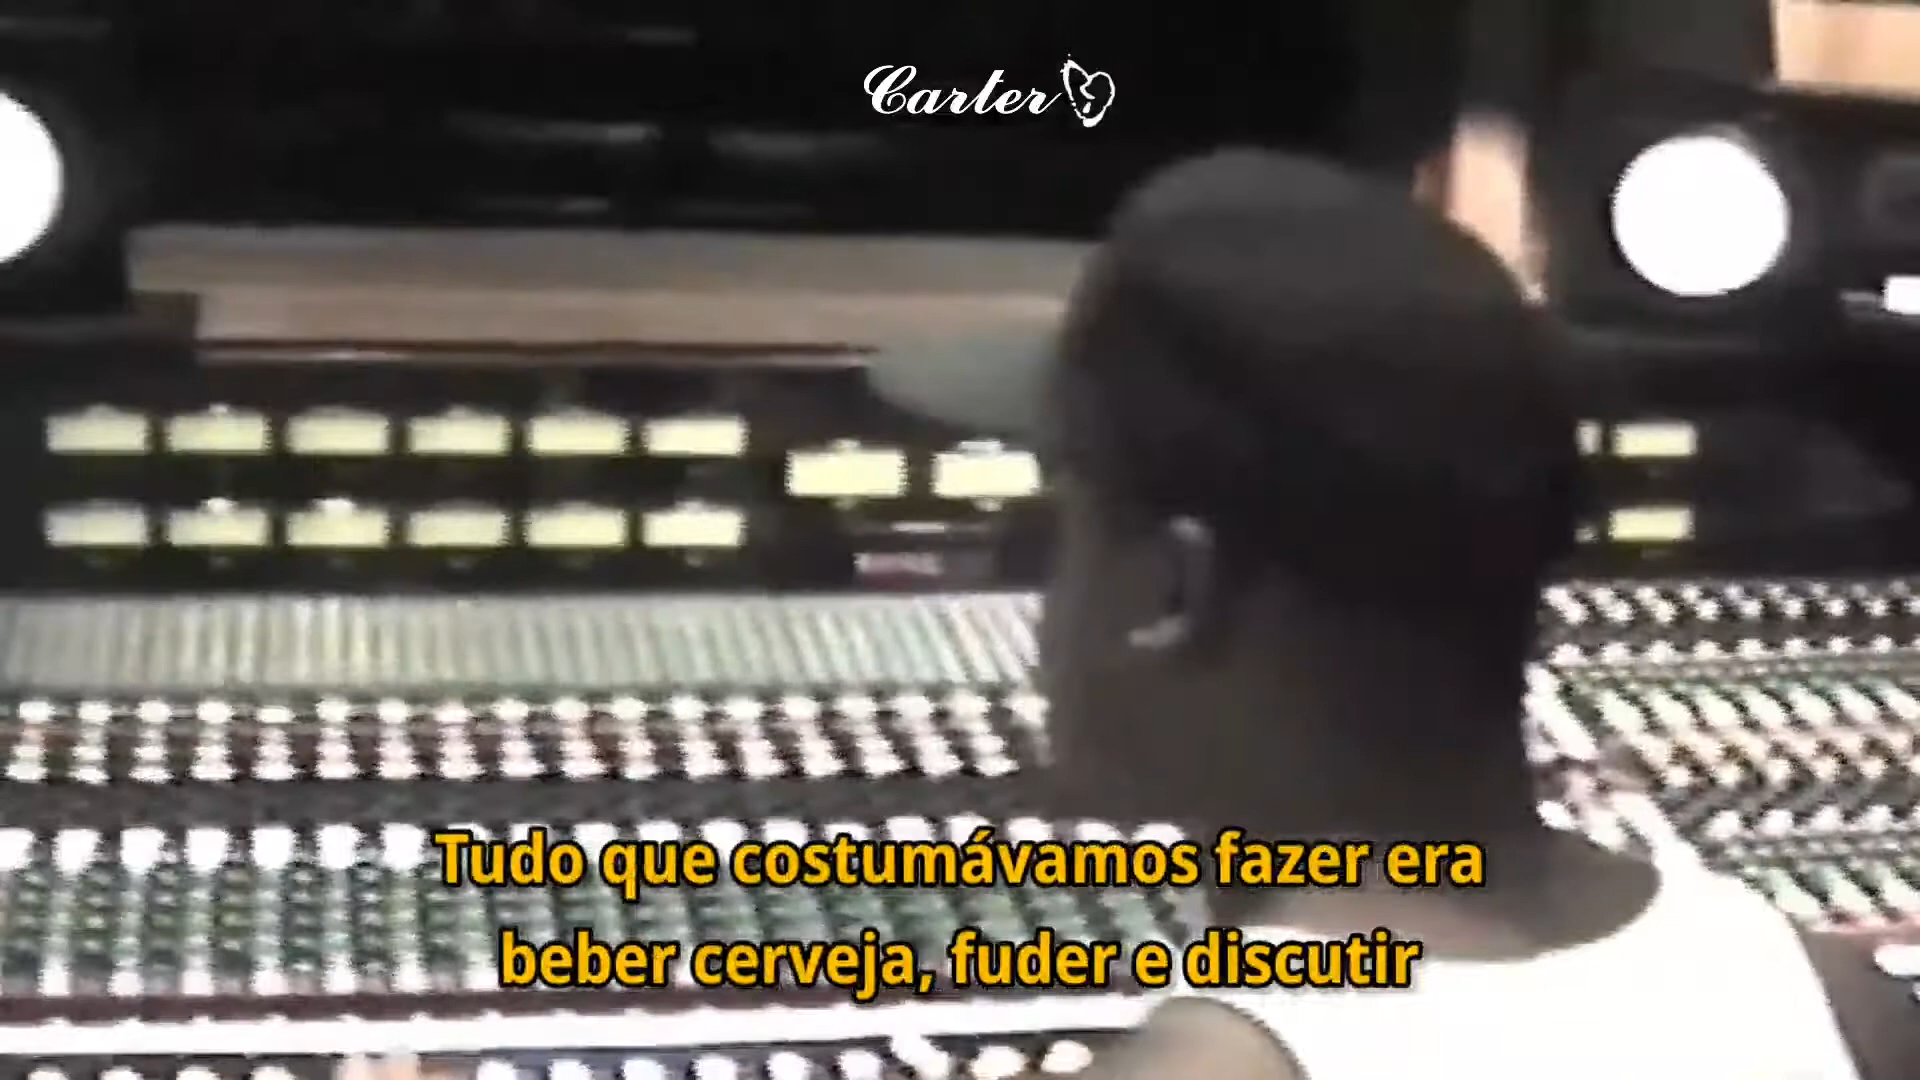 Carter
Tudo que costumávamos fazer era
beber cerveja, fuder e discutir